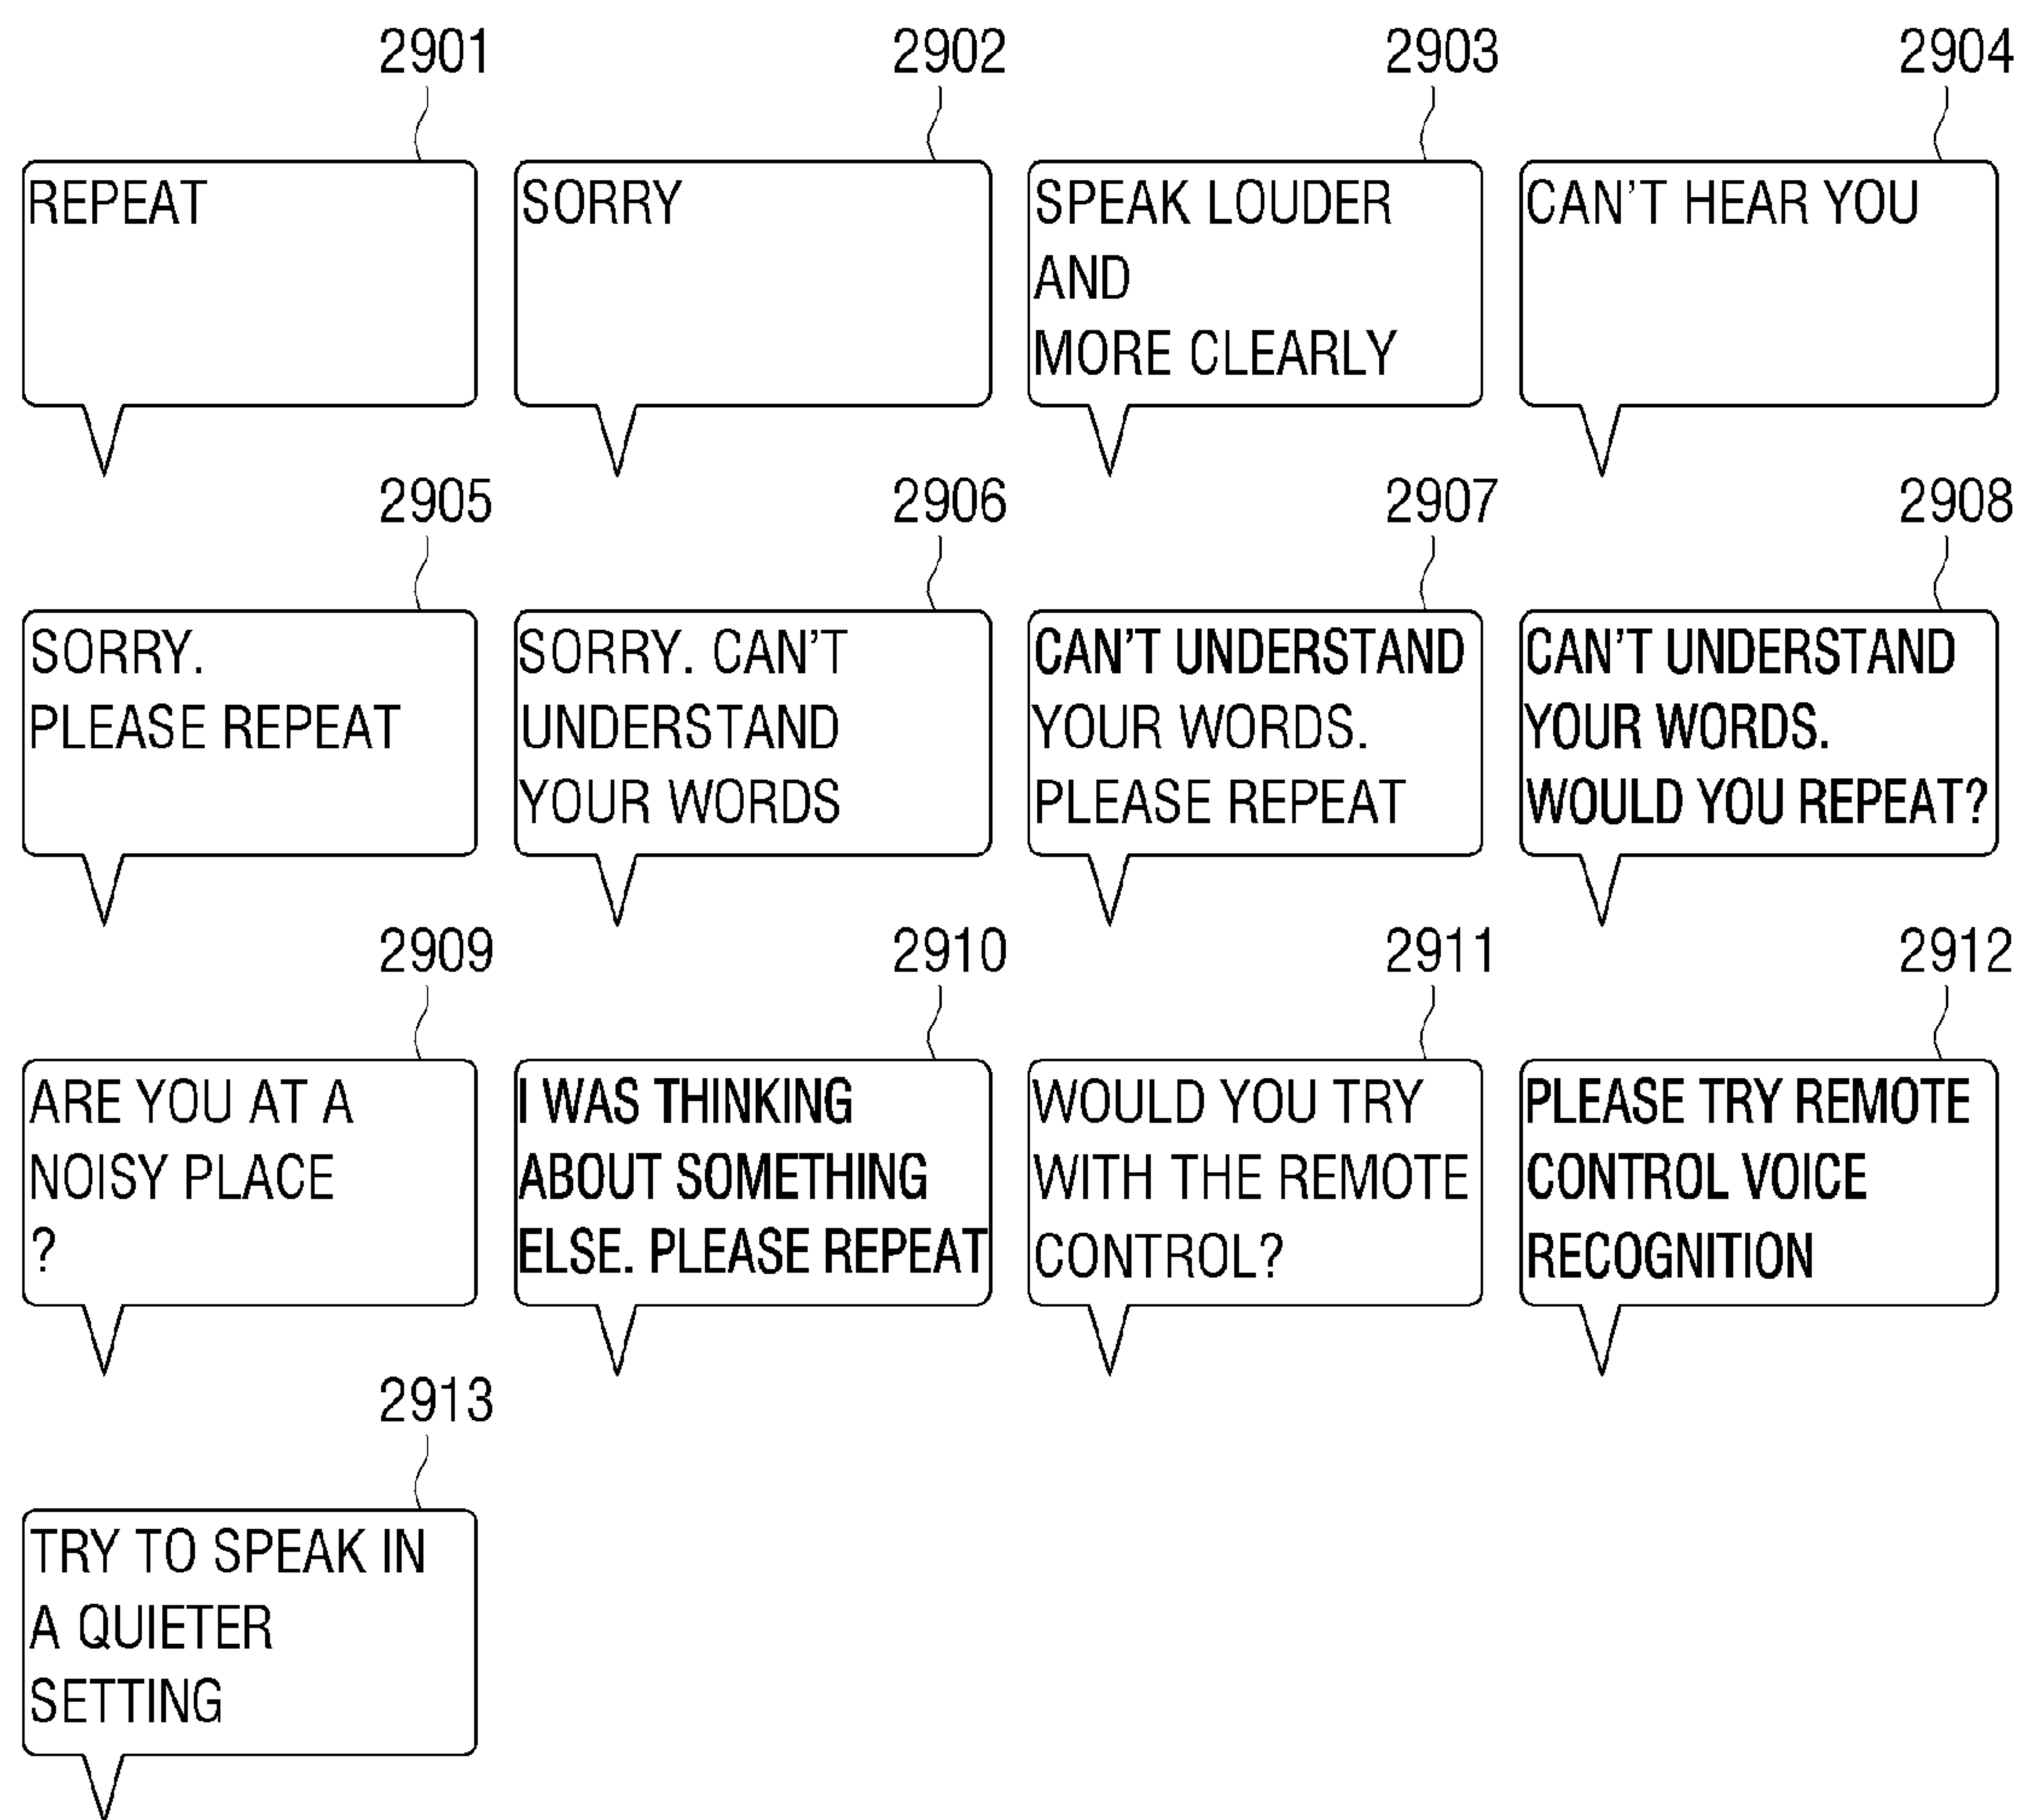 2901
REPEAT
2902
SORRY
2903
SPEAK LOUDER
AND
MORE CLEARLY
2904
CAN'T HEAR YOU
2905
SORRY.
PLEASE REPEAT
2906
SORRY. CAN'T
UNDERSTAND
YOUR WORDS
2907
CAN'T UNDERSTAND
YOUR WORDS.
PLEASE REPEAT
2908
CAN'T UNDERSTAND
YOUR WORDS.
WOULD YOU REPEAT?
2909
ARE YOU AT A
NOISY PLACE
?
2910
I WAS THINKING
ABOUT SOMETHING
ELSE. PLEASE REPEAT
2911
WOULD YOU TRY
WITH THE REMOTE
CONTROL?
2912
PLEASE TRY REMOTE
CONTROL VOICE
RECOGNITION
2913
TRY TO SPEAK IN
A QUIETER
SETTING